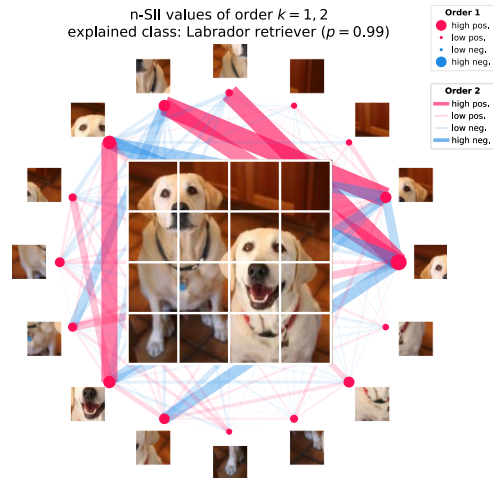 n-SII values of order k = 1, 2
explained class: Labrador retriever (p = 0.99)
Order 1
high pos.
low pos.
low neg.
high neg.
Order 2
high pos.
low pos.
low neg.
high neg.